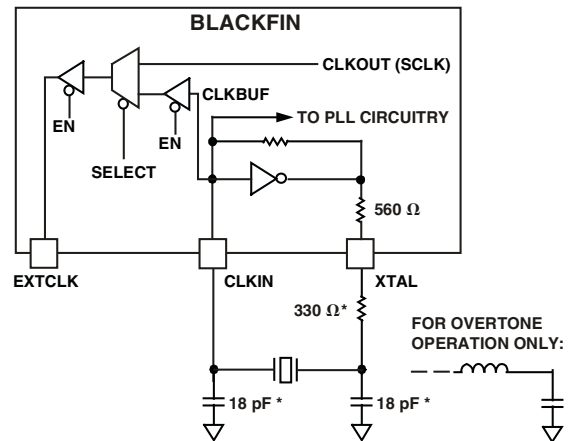 BLACKFIN
CLKOUT (SCLK)
CLKBUF
TO PLL CIRCUITRY
EN
EN
SELECT
560 Ω
EXTCLK
CLKIN
XTAL
330 Ω*
FOR OVERTONE
OPERATION ONLY:
18 pF *
18 pF *